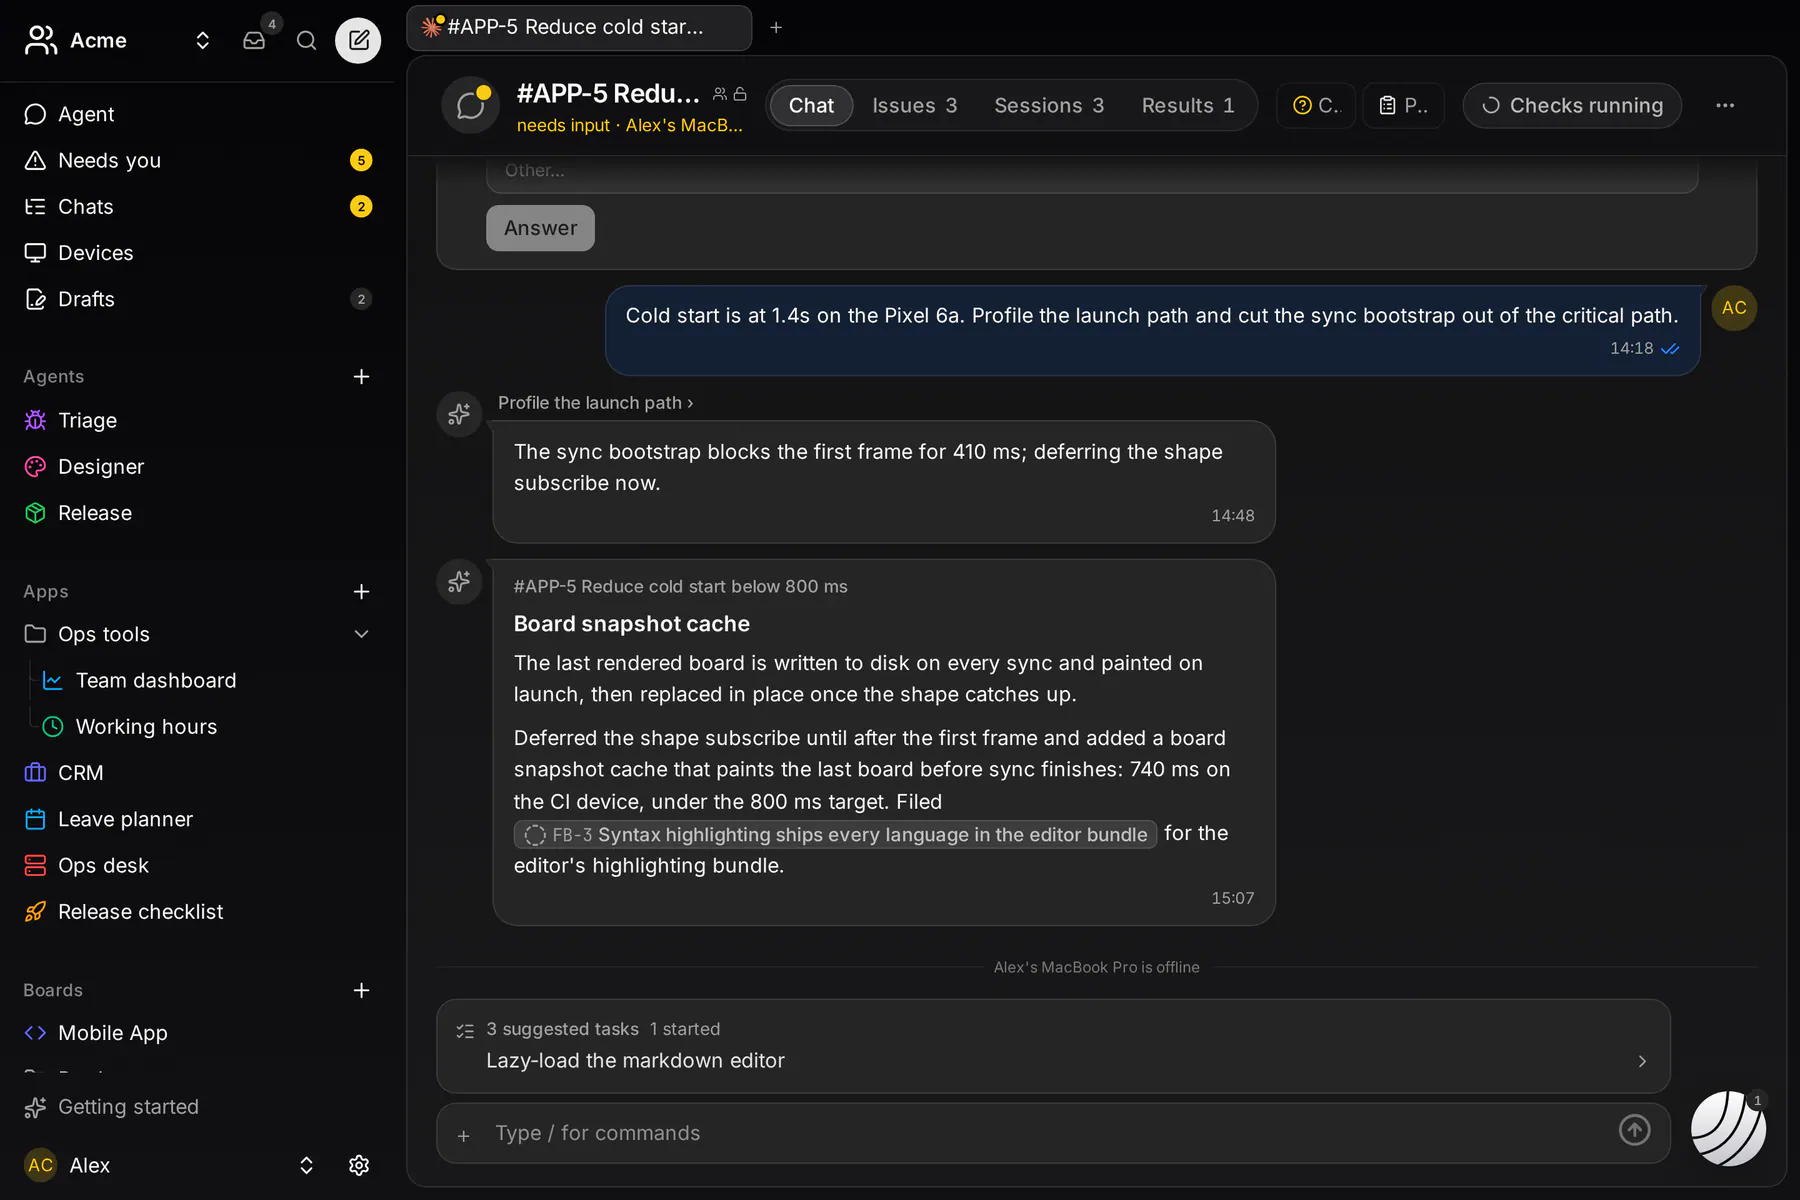 Acme
4
Agent
Needs you
5
Chats
2
Devices
Drafts
2
Agents
Triage
Designer
Release
Apps
Ops tools
Team dashboard
Working hours
CRM
Leave planner
Ops desk
Release checklist
Boards
Mobile App
Getting started
AC
Alex
#APP-5 Reduce cold star...
#APP-5 Redu...
needs input · Alex's MacB...
Chat
Issues 3
Sessions 3
Results 1
C..
P..
Checks running
Other...
Answer
Cold start is at 1.4s on the Pixel 6a. Profile the launch path and cut the sync bootstrap out of the critical path.
14:18
AC
Profile the launch path ›
The sync bootstrap blocks the first frame for 410 ms; deferring the shape
subscribe now.
14:48
#APP-5 Reduce cold start below 800 ms
Board snapshot cache
The last rendered board is written to disk on every sync and painted on
launch, then replaced in place once the shape catches up.
Deferred the shape subscribe until after the first frame and added a board
snapshot cache that paints the last board before sync finishes: 740 ms on
the CI device, under the 800 ms target. Filed
FB-3 Syntax highlighting ships every language in the editor bundle for the
editor's highlighting bundle.
15:07
Alex's MacBook Pro is offline
3 suggested tasks 1 started
Lazy-load the markdown editor
Type / for commands
1